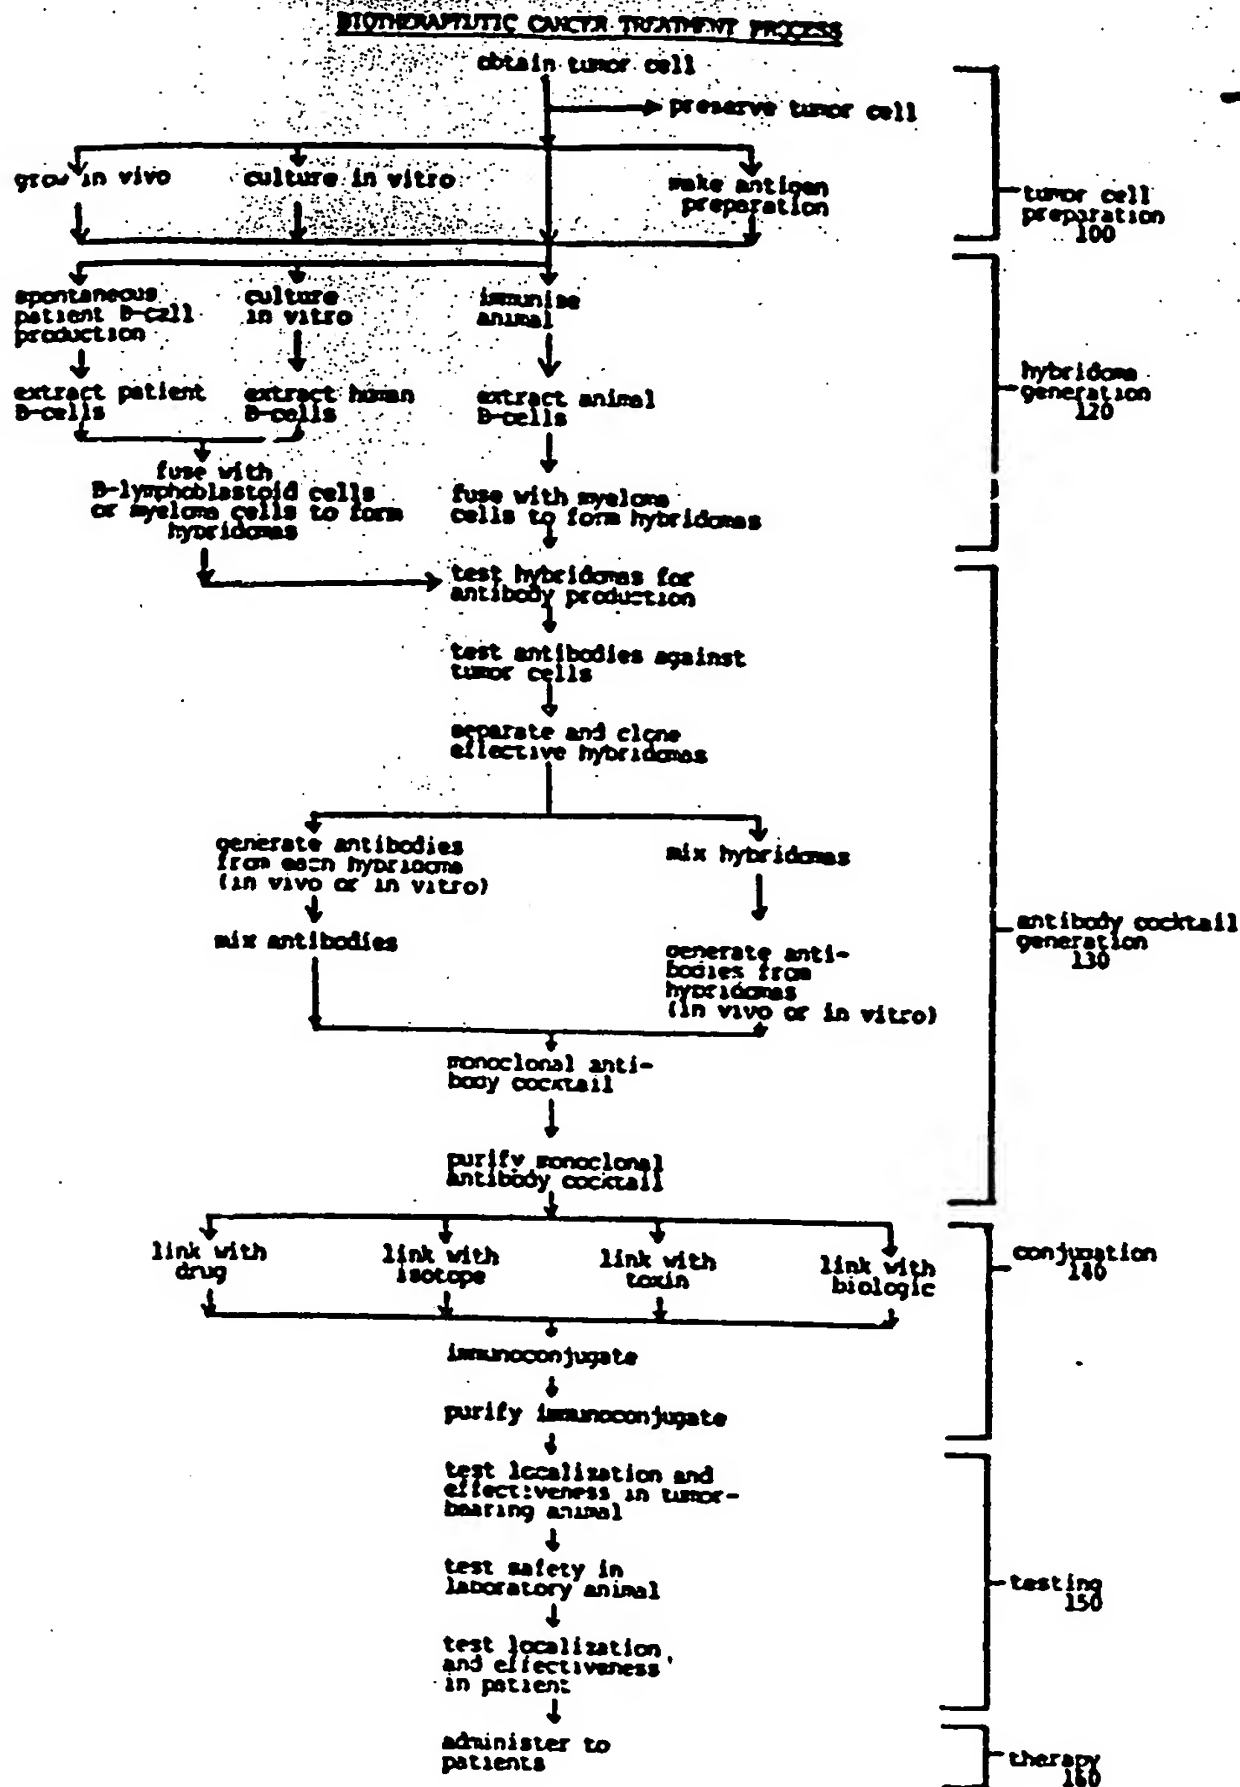 BIOTHERAPEUTIC CANCER TREATMENT PROCESS
obtain tumor cell
preserve tumor cell
grow in vivo
culture in vitro
make antigen
preparation
tumor cell
preparation
100
spontaneous
patient B-cell
production
culture
in vitro
immunise
animal
extract patient
B-cells
extract human
B-cells
extract animal
B-cells
hybridoma
generation
120
fuse with
B-lymphoblastoid cells
or myeloma cells to form
hybridomas
fuse with myeloma
cells to form hybridomas
test hybridomas for
antibody production
test antibodies against
tumor cells
separate and clone
effective hybridomas
generate antibodies
from each hybridoma
(in vivo or in vitro)
mix hybridomas
mix antibodies
generate anti-
bodies from
hybridomas
(in vivo or in vitro)
antibody cocktail
generation
130
monoclonal anti-
body cocktail
purify monoclonal
antibody cocktail
link with
drug
link with
isotope
link with
toxin
link with
biologic
conjugation
140
immunoconjugate
purify immunoconjugate
test localization and
effectiveness in tumor-
bearing animal
test safety in
laboratory animal
testing
150
test localization
and effectiveness
in patient
administer to
patients
therapy
160